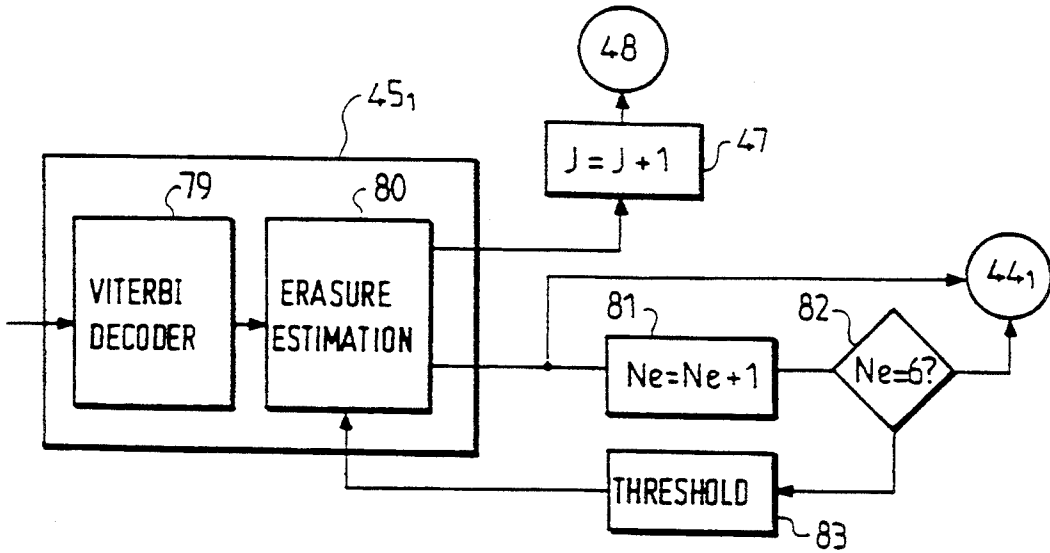 48
45₁
J = J + 1
47
79
80
VITERBI
DECODER
ERASURE
ESTIMATION
44₁
81
82
Ne=Ne+1
Ne=6?
THRESHOLD
83